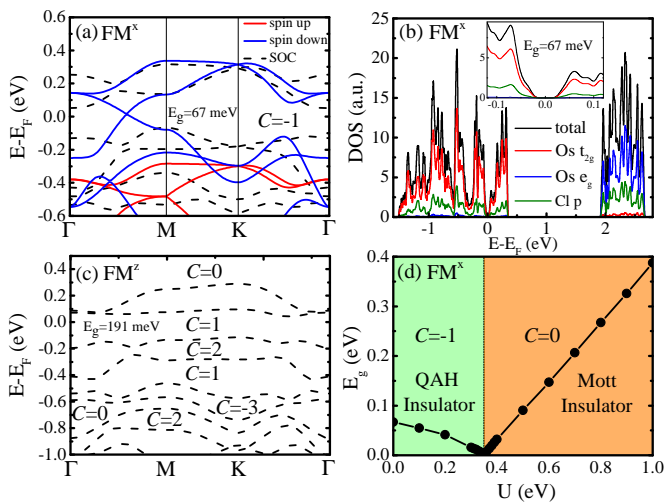 (a) FM^x
spin up
spin down
SOC
E_g=67 meV
C=-1
E-E_F (eV)
0.6
0.4
0.2
0.0
-0.2
-0.4
-0.6
Γ M K Γ
(b) FM^x
E_g=67 meV
5
0
-0.1 0.0 0.1
total
Os t_2g
Os e_g
Cl p
DOS (a.u.)
25
20
15
10
5
0
-1 0 1 2
E-E_F (eV)
(c) FM^z
C=0
E_g=191 meV
C=1
C=2
C=1
C=0
C=2
C=-3
E-E_F (eV)
0.4
0.2
0.0
-0.2
-0.4
-0.6
-0.8
-1.0
Γ M K Γ
(d) FM^x
C=-1
C=0
QAH
Insulator
Mott
Insulator
E_g (eV)
0.4
0.3
0.2
0.1
0.0
0.0 0.2 0.4 0.6 0.8 1.0
U (eV)